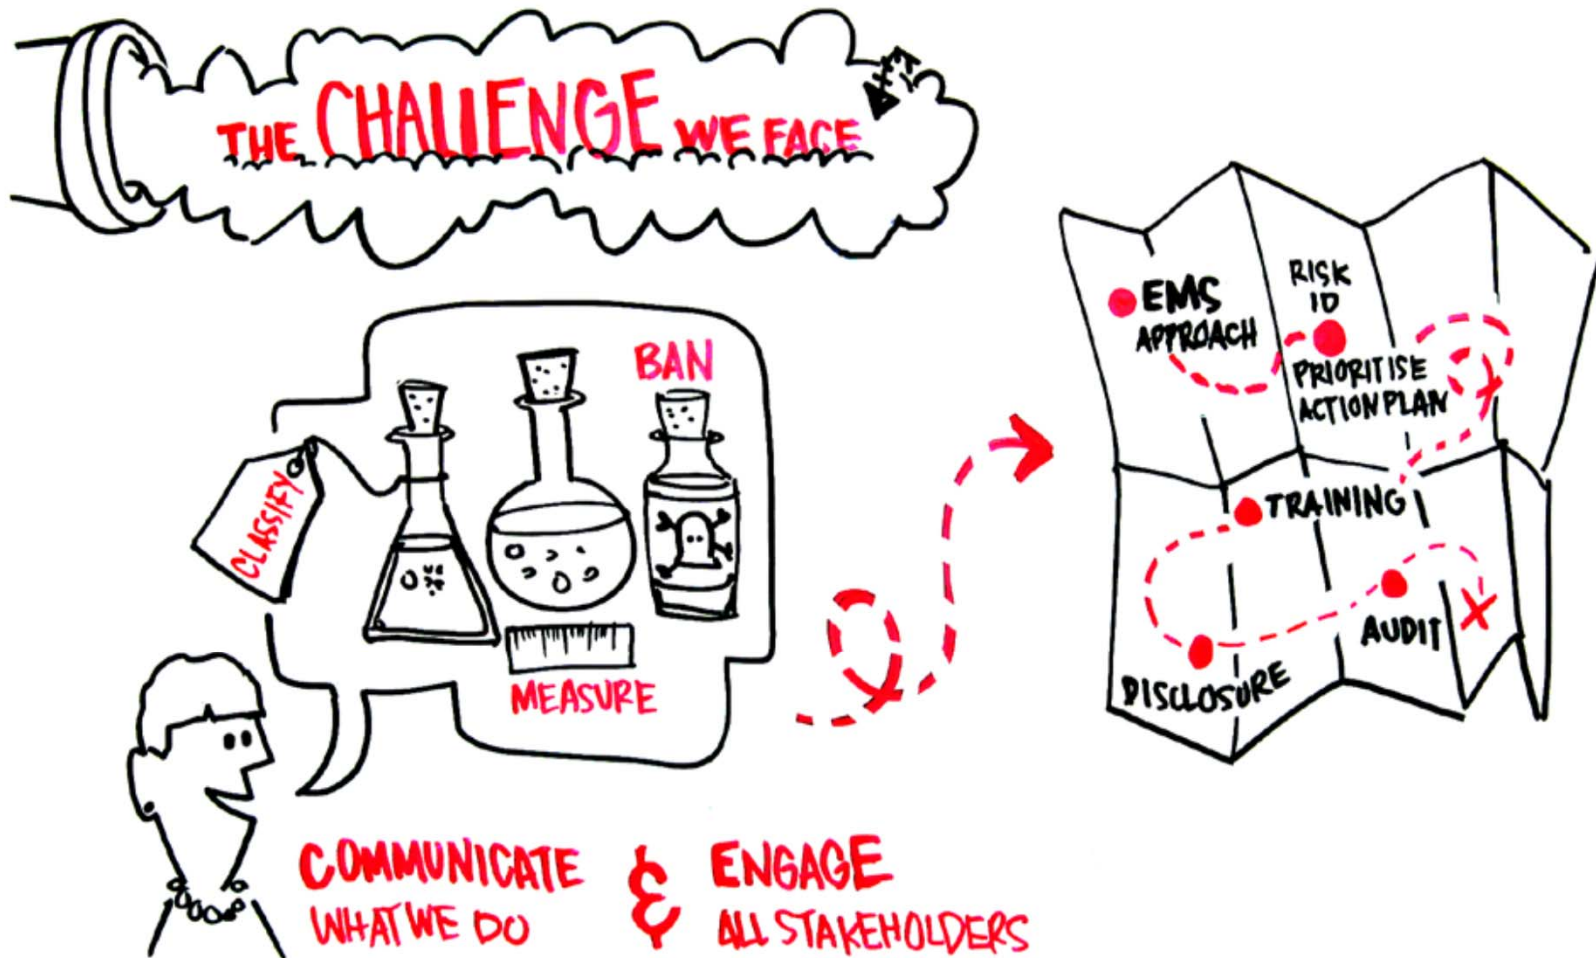 THE CHALLENGE WE FACE
BAN
CLASSIFY
MEASURE
COMMUNICATE & ENGAGE
WHAT WE DO ALL STAKEHOLDERS
EMS
APPROACH
RISK
ID
PRIORITISE
ACTION PLAN
TRAINING
DISCLOSURE
AUDIT
X